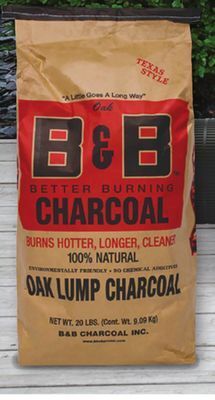 TEXAS
STYLE
"A Little Goes A Long Way"
Oak
B&B
BETTER BURNING
CHARCOAL
BURNS HOTTER, LONGER, CLEANER
100% NATURAL
ENVIRONMENTALLY FRIENDLY • NO CHEMICAL ADDITIVES
OAK LUMP CHARCOAL
NET WT. 20 LBS. (Cont. Wt. 9.09 Kg)
B&B CHARCOAL INC.